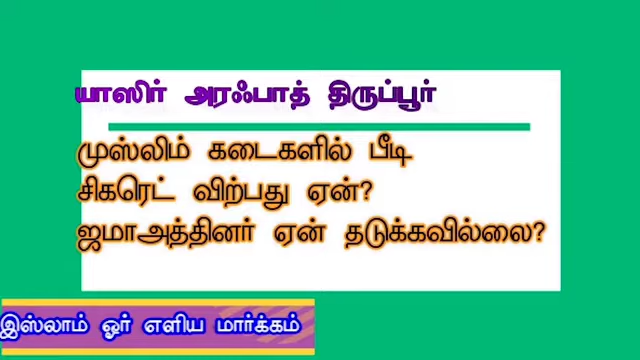 யாஸிர் அரஃபாத் திருப்பூர்
முஸ்லிம் கடைகளில் பீடி
சிகரெட் விற்பது ஏன்?
ஜமாஅத்தினர் ஏன் தடுக்கவில்லை?
இஸ்லாம் ஓர் எளிய மார்க்கம்